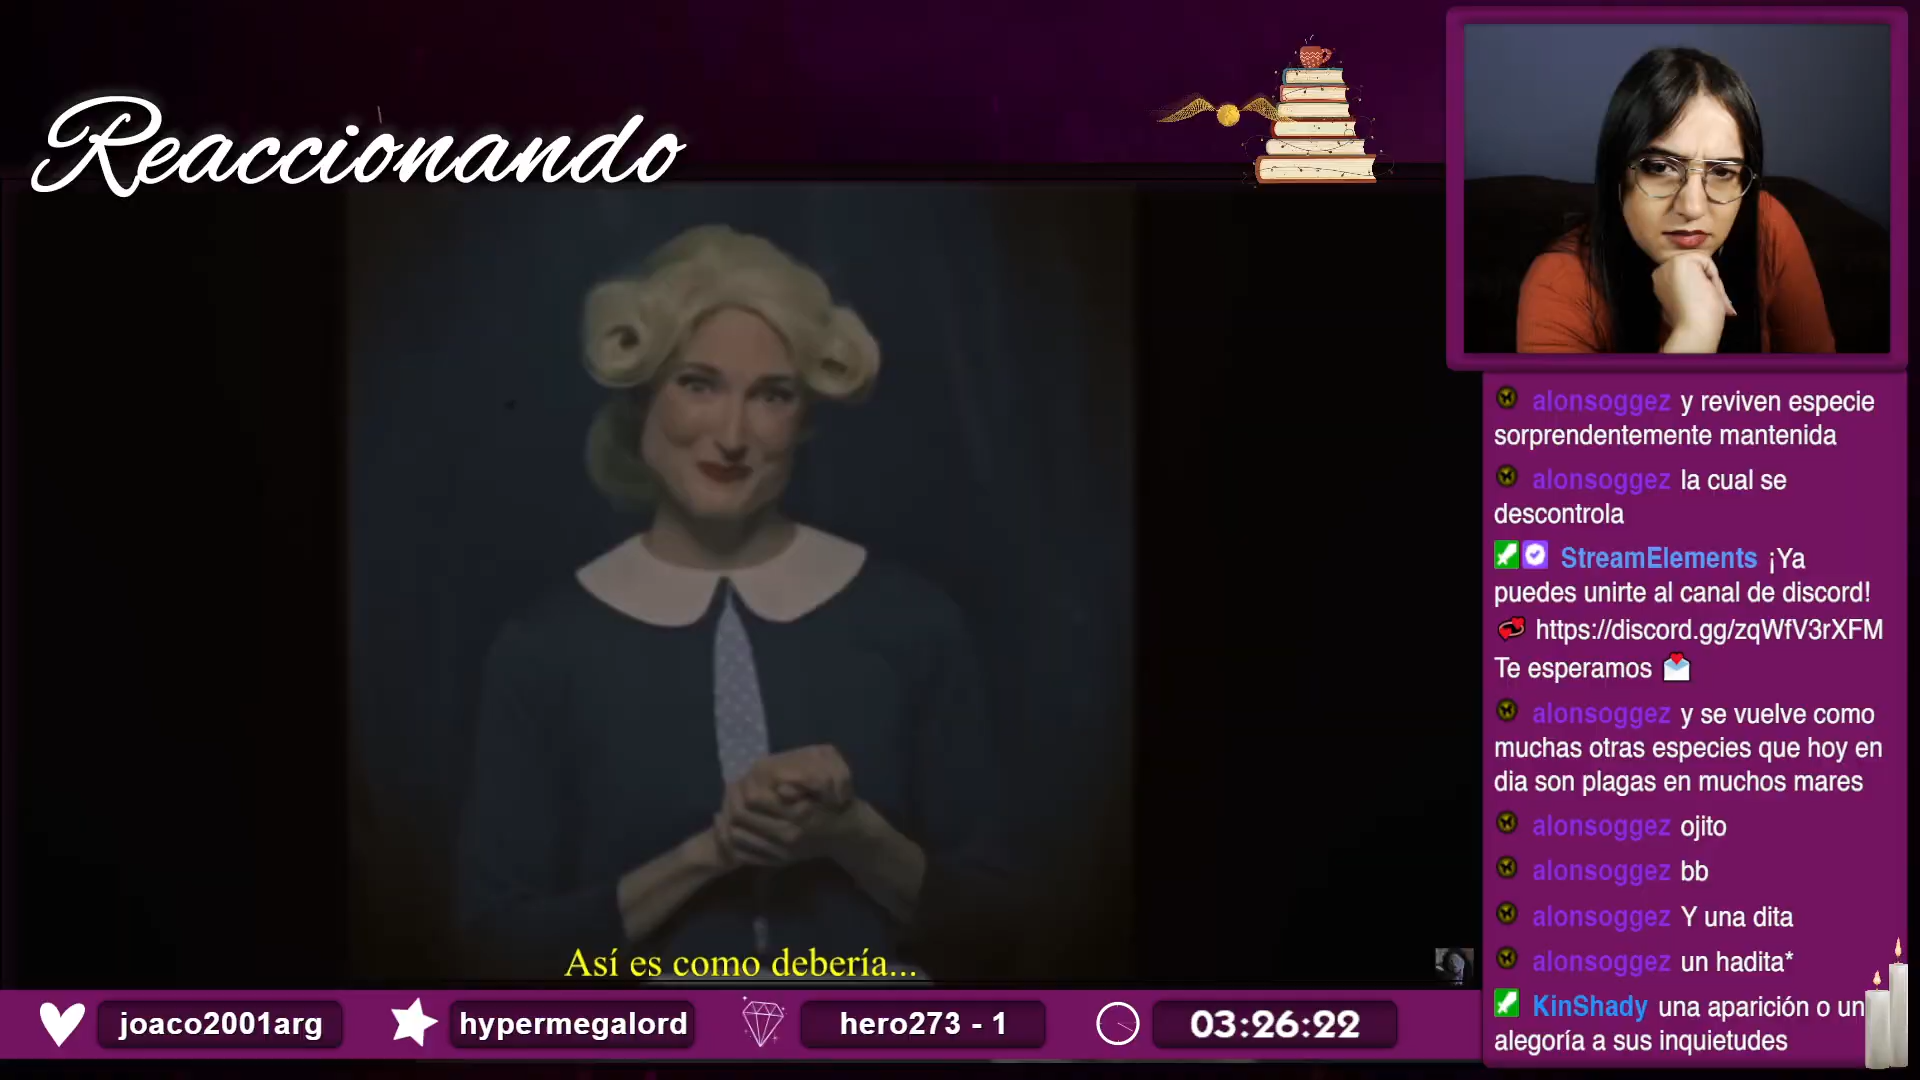 Reaccionando
Así es como debería...
alonsoggez y reviven especie
sorprendentemente mantenida
alonsoggez la cual se
descontrola
StreamElements ¡Ya
puedes unirte al canal de discord!
https://discord.gg/zqWfV3rXFM
Te esperamos
alonsoggez y se vuelve como
muchas otras especies que hoy en
dia son plagas en muchos mares
alonsoggez ojito
alonsoggez bb
alonsoggez Y una dita
alonsoggez un hadita*
KinShady una aparición o un
alegoría a sus inquietudes
joaco2001arg
hypermegalord
hero273 - 1
03:26:22